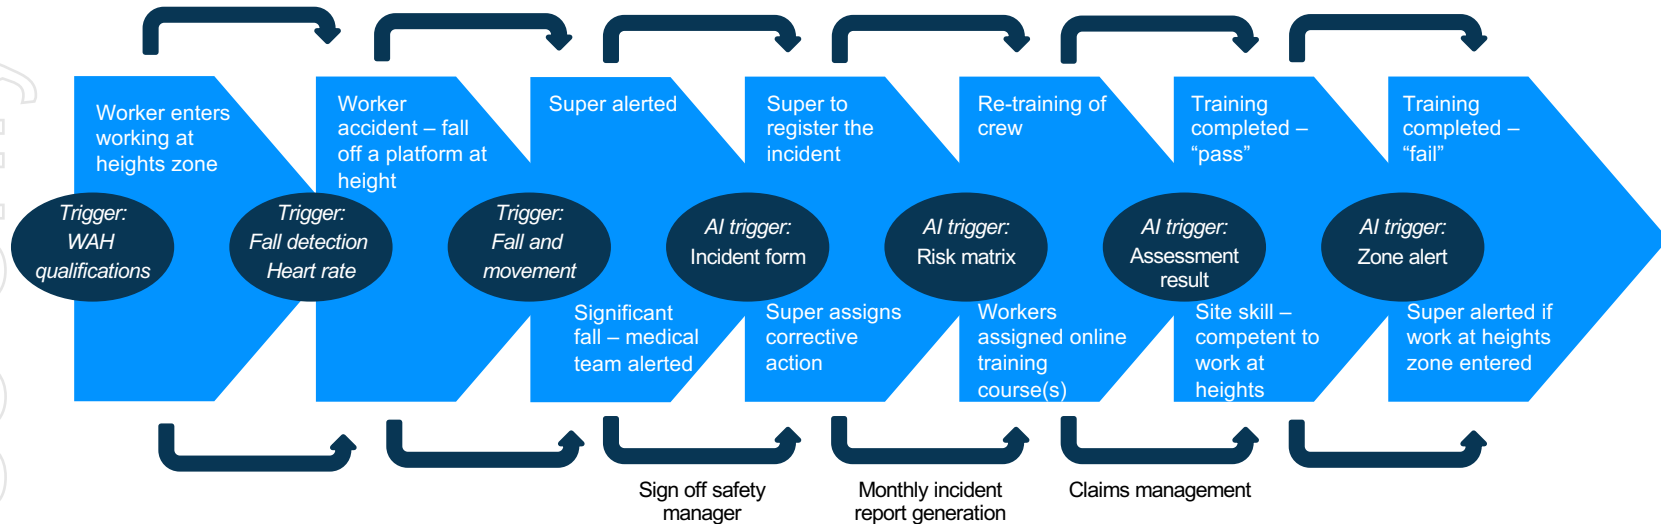 Worker enters
working at
heights zone
Trigger:
WAH
qualifications
Worker
accident – fall
off a platform at
height
Trigger:
Fall detection
Heart rate
Super alerted
Trigger:
Fall and
movement
Significant
fall – medical
team alerted
Super to
register the
incident
AI trigger:
Incident form
Super assigns
corrective
action
Re-training of
crew
AI trigger:
Risk matrix
Workers
assigned online
training
course(s)
Training
completed –
“pass”
AI trigger:
Assessment
result
Site skill –
competent to
work at
heights
Training
completed –
“fail”
AI trigger:
Zone alert
Super alerted if
work at heights
zone entered
Sign off safety
manager
Monthly incident
report generation
Claims management